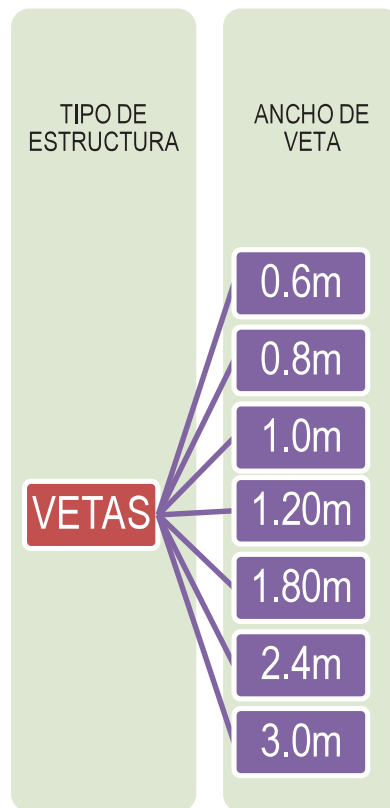 TIPO DE
ESTRUCTURA
ANCHO DE
VETA
VETAS
0.6m
0.8m
1.0m
1.20m
1.80m
2.4m
3.0m